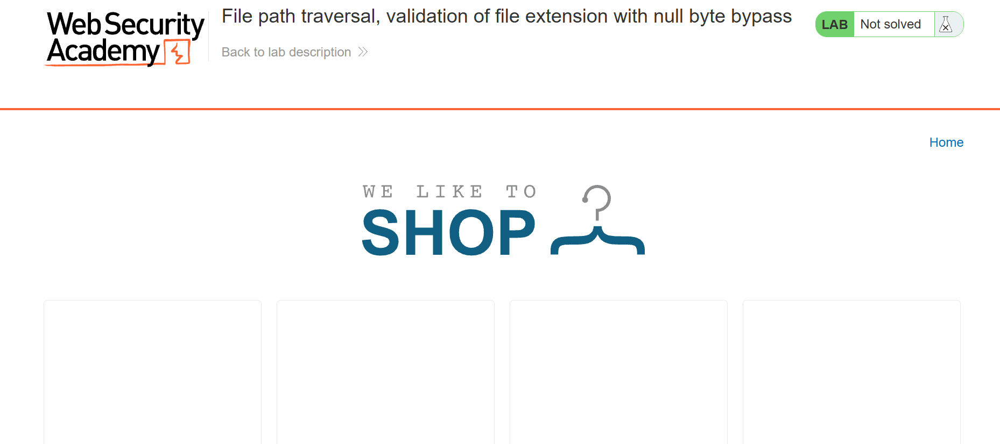 Web Security
Academy
File path traversal, validation of file extension with null byte bypass
Back to lab description
LAB Not solved
Home
WE LIKE TO
SHOP